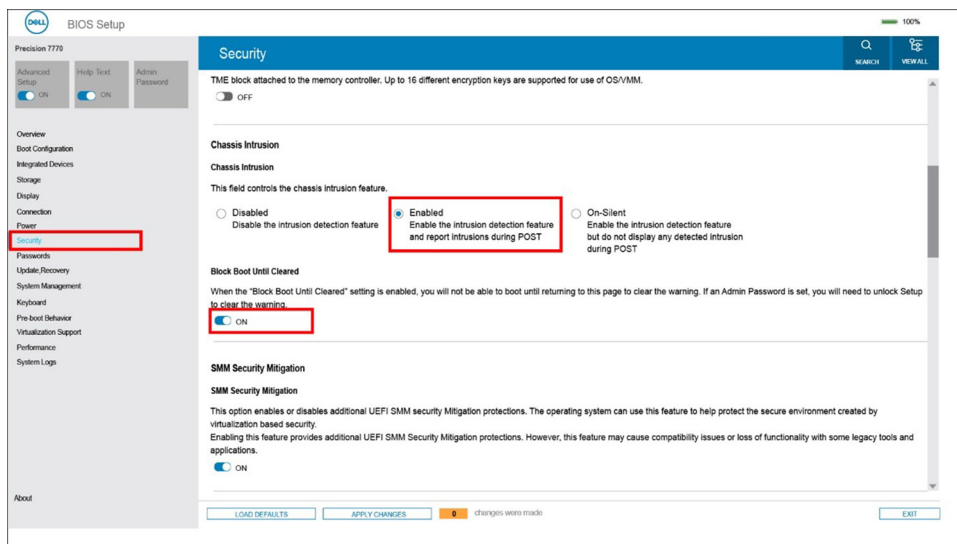 DELL
BIOS Setup
100%
Precision 7770
Advanced
Setup
ON
Help Text
ON
Admin
Password
Security
SEARCH
VIEW ALL
Overview
Boot Configuration
Integrated Devices
Storage
Display
Connection
Power
Security
Passwords
Update,Recovery
System Management
Keyboard
Pre-boot Behavior
Virtualization Support
Performance
System Logs
About
TME block attached to the memory controller. Up to 16 different encryption keys are supported for use of OS/VMM.
OFF
Chassis Intrusion
Chassis Intrusion
This field controls the chassis intrusion feature.
Disabled
Disable the intrusion detection feature
Enabled
Enable the intrusion detection feature
and report intrusions during POST
On-Silent
Enable the intrusion detection feature
but do not display any detected intrusion
during POST
Block Boot Until Cleared
When the "Block Boot Until Cleared" setting is enabled, you will not be able to boot until returning to this page to clear the warning. If an Admin Password is set, you will need to unlock Setup
to clear the warning.
ON
SMM Security Mitigation
SMM Security Mitigation
This option enables or disables additional UEFI SMM security Mitigation protections. The operating system can use this feature to help protect the secure environment created by
virtualization based security.
Enabling this feature provides additional UEFI SMM Security Mitigation protections. However, this feature may cause compatibility issues or loss of functionality with some legacy tools and
applications.
ON
LOAD DEFAULTS
APPLY CHANGES
0
changes were made
EXIT